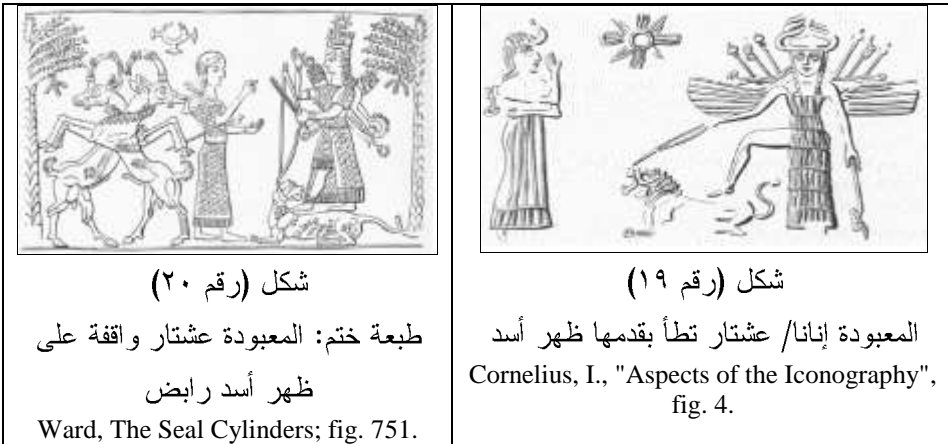 شكل (رقم ١٩)
المعبودة إنانا/ عشتار تطأ بقدمها ظهر أسد
Cornelius, I., "Aspects of the Iconography",
fig. 4.
شكل (رقم ٢٠)
طبعة ختم: المعبودة عشتار واقفة على
ظهر أسد رابض
Ward, The Seal Cylinders; fig. 751.